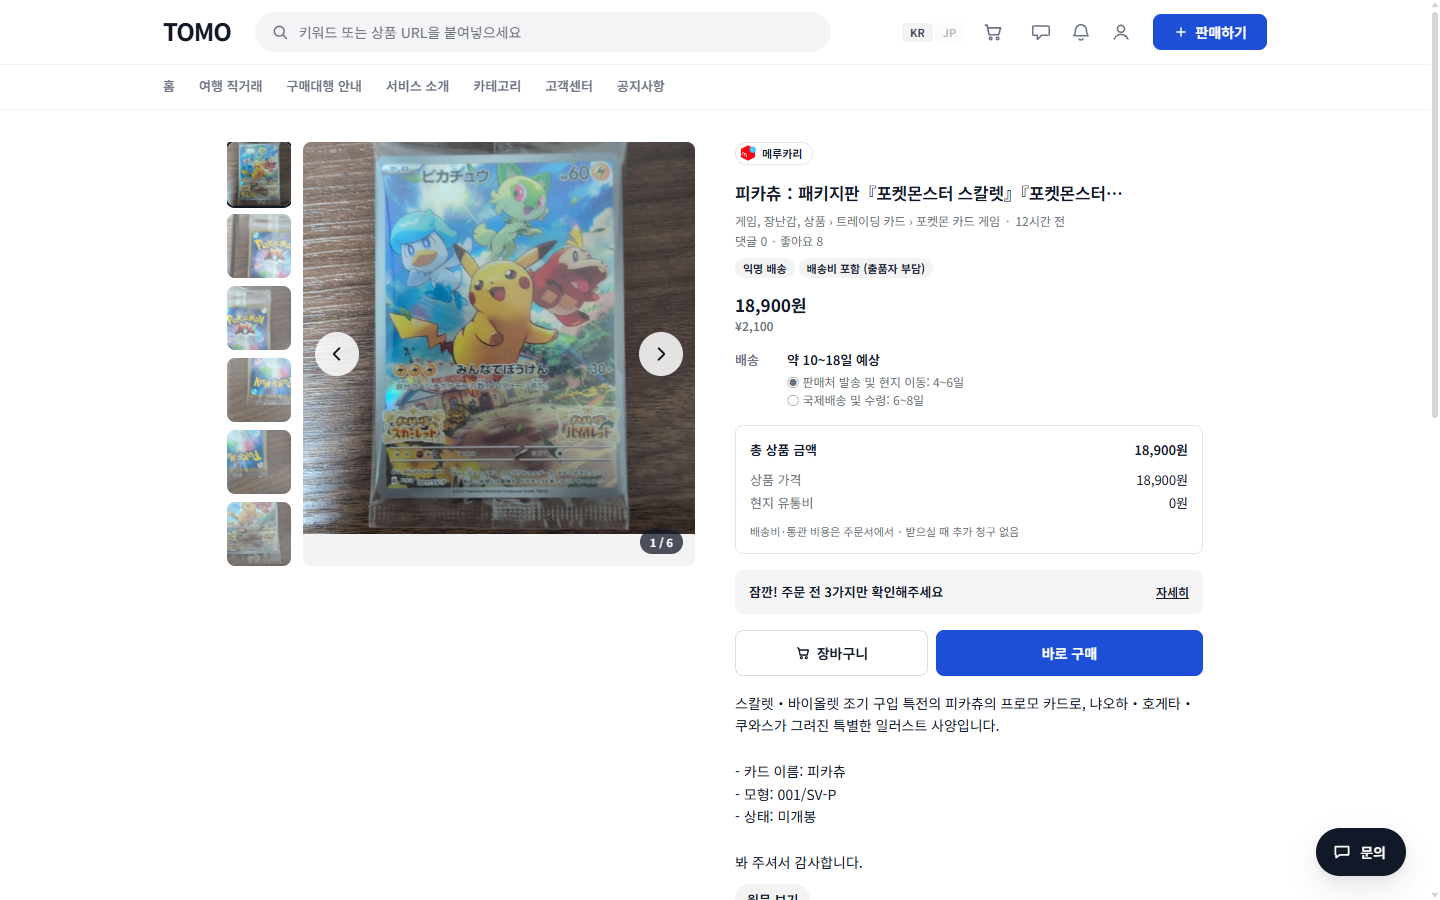 TOMO
키워드 또는 상품 URL을 붙여넣으세요
KR JP
+ 판매하기
홈 여행 직거래 구매대행 안내 서비스 소개 카테고리 고객센터 공지사항
ピカチュウ
60
みんなでぼうけん
30+
スカーレット
バイオレット
1 / 6
메루카리
피카츄：패키지판『포켓몬스터 스칼렛』『포켓몬스터…
게임, 장난감, 상품 › 트레이딩 카드 › 포켓몬 카드 게임 · 12시간 전
댓글 0 · 좋아요 8
익명 배송 배송비 포함 (출품자 부담)
18,900원
¥2,100
배송 약 10~18일 예상
판매처 발송 및 현지 이동: 4~6일
국제배송 및 수령: 6~8일
총 상품 금액 18,900원
상품 가격 18,900원
현지 유통비 0원
배송비·통관 비용은 주문서에서 · 받으실 때 추가 청구 없음
잠깐! 주문 전 3가지만 확인해주세요 자세히
장바구니 바로 구매
스칼렛・바이올렛 조기 구입 특전의 피카츄의 프로모 카드로, 냐오하・호게타・
쿠와스가 그려진 특별한 일러스트 사양입니다.
- 카드 이름: 피카츄
- 모형: 001/SV-P
- 상태: 미개봉
봐 주셔서 감사합니다.
원문 보기
문의